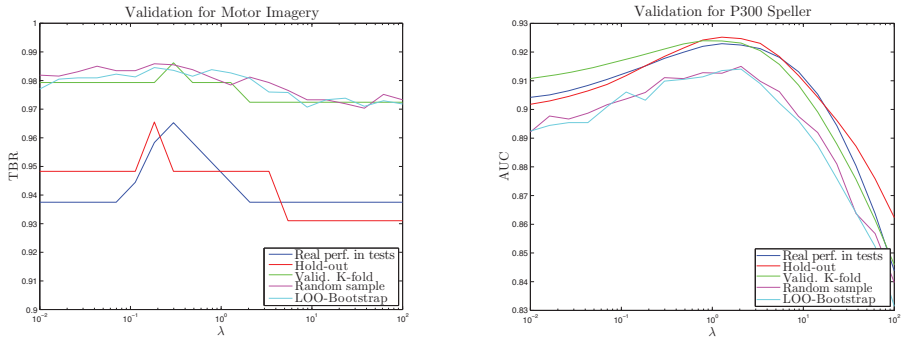 Validation for Motor Imagery
TBR
1
0.99
0.98
0.97
0.96
0.95
0.94
0.93
0.92
0.91
0.9
10⁻² 10⁻¹ 10⁰ 10¹ 10²
λ
Real perf. in tests
Hold-out
Valid. K-fold
Random sample
LOO-Bootstrap
Validation for P300 Speller
AUC
0.93
0.92
0.91
0.9
0.89
0.88
0.87
0.86
0.85
0.84
0.83
10⁻² 10⁻¹ 10⁰ 10¹ 10²
λ
Real perf. in tests
Hold-out
Valid. K-fold
Random sample
LOO-Bootstrap